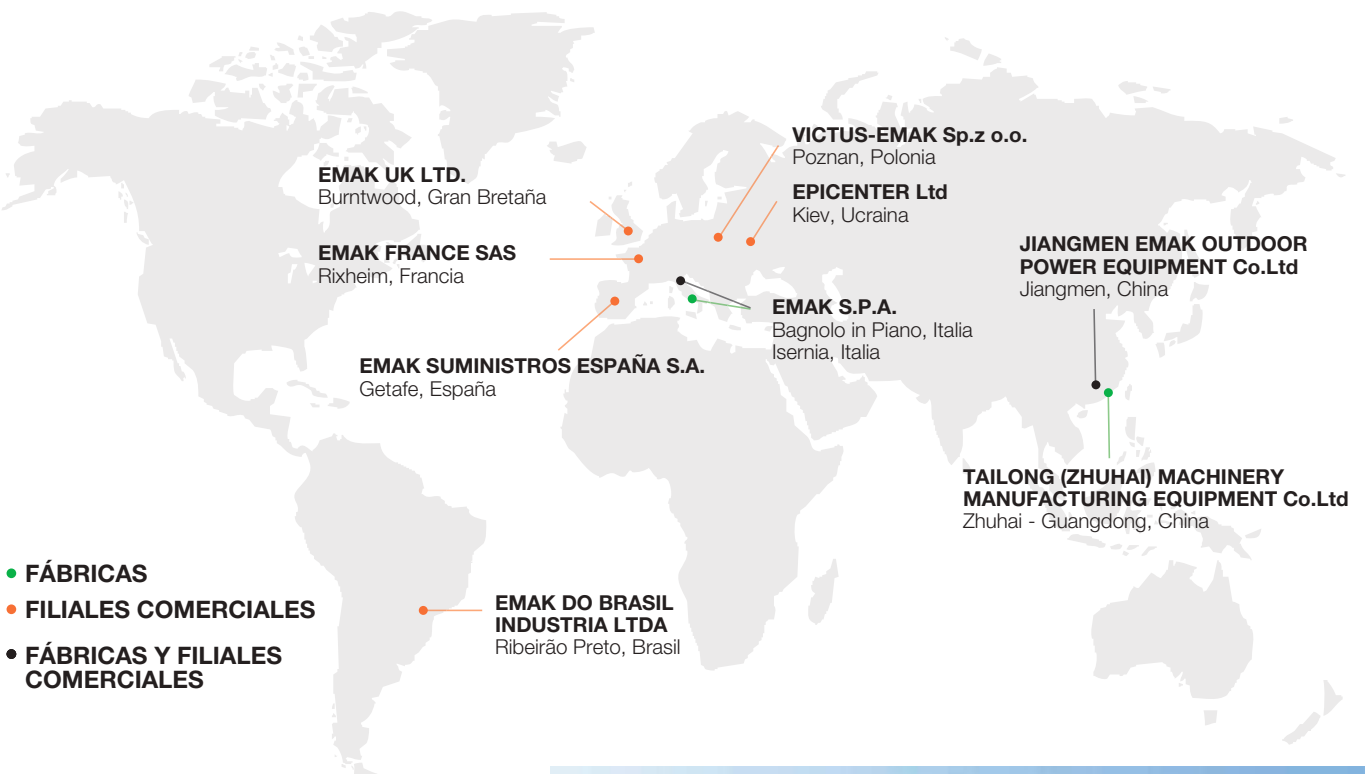 VICTUS-EMAK Sp.z o.o.
Poznan, Polonia
EMAK UK LTD.
Burntwood, Gran Bretaña
EPICENTER Ltd
Kiev, Ucraina
EMAK FRANCE SAS
Rixheim, Francia
JIANGMEN EMAK OUTDOOR
POWER EQUIPMENT Co.Ltd
Jiangmen, China
EMAK S.P.A.
Bagnolo in Piano, Italia
Isernia, Italia
EMAK SUMINISTROS ESPAÑA S.A.
Getafe, España
TAILONG (ZHUHAI) MACHINERY
MANUFACTURING EQUIPMENT Co.Ltd
Zhuhai - Guangdong, China
EMAK DO BRASIL
INDUSTRIA LTDA
Ribeirão Preto, Brasil
FÁBRICAS
FILIALES COMERCIALES
FÁBRICAS Y FILIALES
COMERCIALES